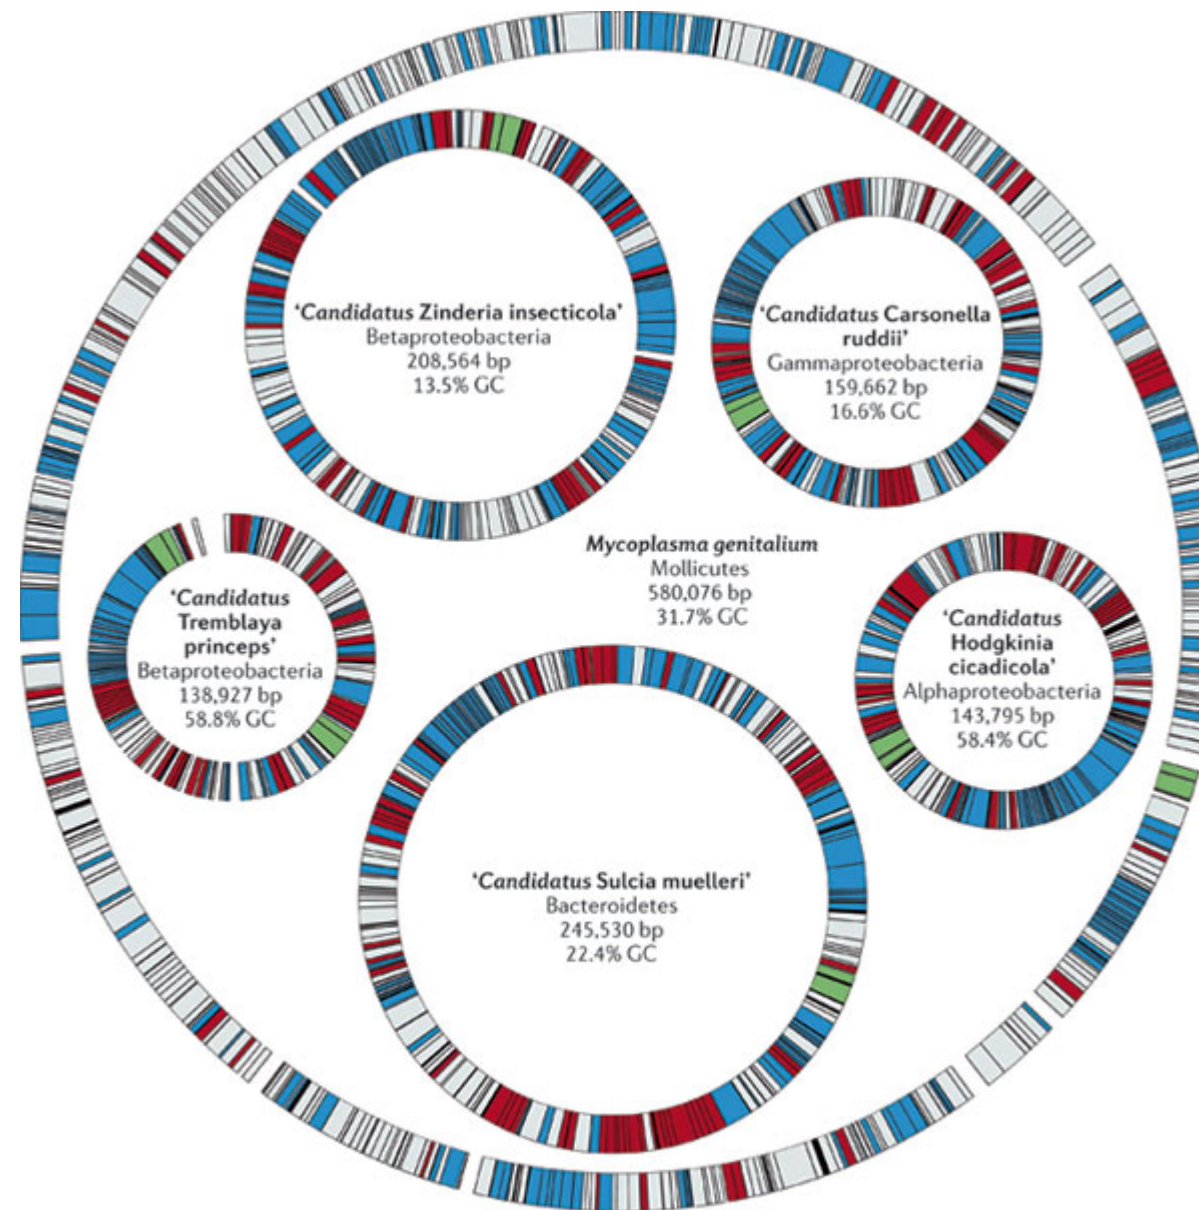 ‘Candidatus Zinderia insecticola’
Betaproteobacteria
208,564 bp
13.5% GC
‘Candidatus Carsonella
ruddii’
Gammaproteobacteria
159,662 bp
16.6% GC
Mycoplasma genitalium
Mollicutes
580,076 bp
31.7% GC
‘Candidatus
Tremblaya
princeps’
Betaproteobacteria
138,927 bp
58.8% GC
‘Candidatus
Hodgkinia
cicadicola’
Alphaproteobacteria
143,795 bp
58.4% GC
‘Candidatus Sulcia muelleri’
Bacteroidetes
245,530 bp
22.4% GC